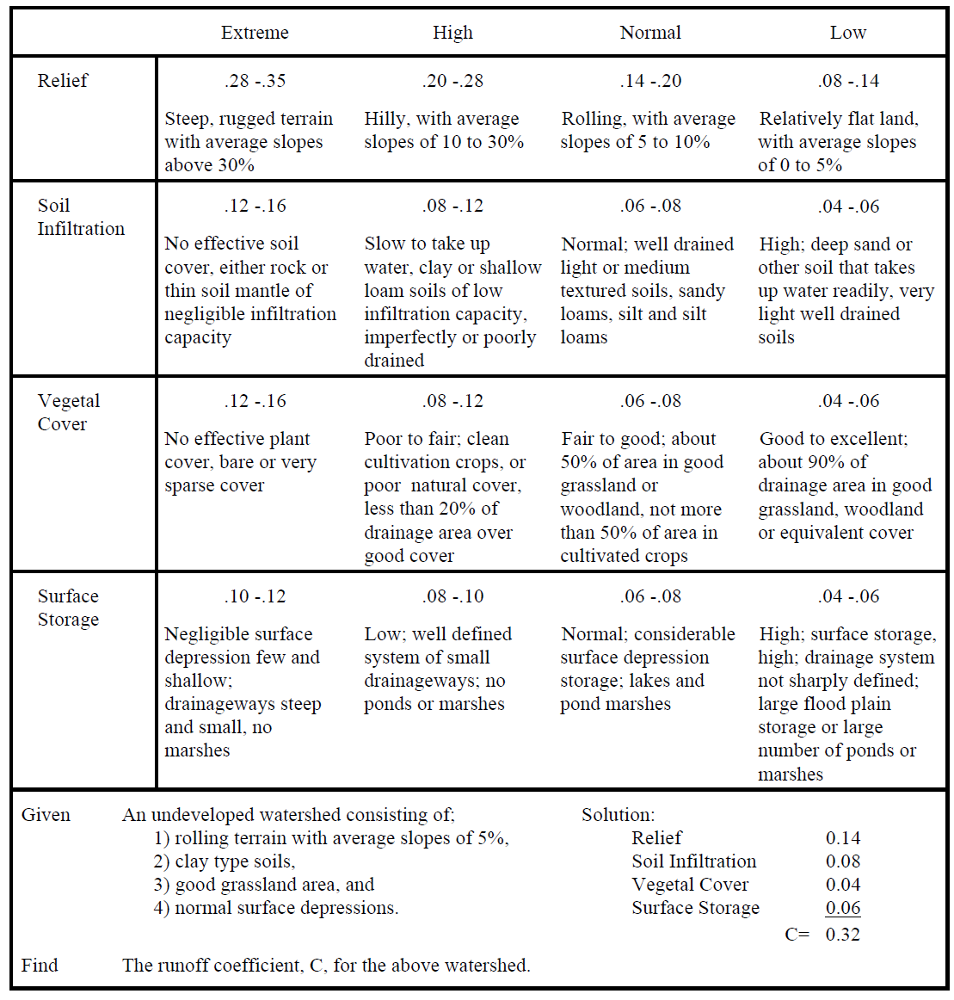 Extreme High Normal Low
Relief .28 -.35 .20 -.28 .14 -.20 .08 -.14
Steep, rugged terrain
with average slopes
above 30%
Hilly, with average
slopes of 10 to 30%
Rolling, with average
slopes of 5 to 10%
Relatively flat land,
with average slopes
of 0 to 5%
Soil
Infiltration
.12 -.16 .08 -.12 .06 -.08 .04 -.06
No effective soil
cover, either rock or
thin soil mantle of
negligible infiltration
capacity
Slow to take up
water, clay or shallow
loam soils of low
infiltration capacity,
imperfectly or poorly
drained
Normal; well drained
light or medium
textured soils, sandy
loams, silt and silt
loams
High; deep sand or
other soil that takes
up water readily, very
light well drained
soils
Vegetal
Cover
.12 -.16 .08 -.12 .06 -.08 .04 -.06
No effective plant
cover, bare or very
sparse cover
Poor to fair; clean
cultivation crops, or
poor natural cover,
less than 20% of
drainage area over
good cover
Fair to good; about
50% of area in good
grassland or
woodland, not more
than 50% of area in
cultivated crops
Good to excellent;
about 90% of
drainage area in good
grassland, woodland
or equivalent cover
Surface
Storage
.10 -.12 .08 -.10 .06 -.08 .04 -.06
Negligible surface
depression few and
shallow;
drainageways steep
and small, no
marshes
Low; well defined
system of small
drainageways; no
ponds or marshes
Normal; considerable
surface depression
storage; lakes and
pond marshes
High; surface storage,
high; drainage system
not sharply defined;
large flood plain
storage or large
number of ponds or
marshes
Given An undeveloped watershed consisting of;
1) rolling terrain with average slopes of 5%,
2) clay type soils,
3) good grassland area, and
4) normal surface depressions.
Solution:
Relief 0.14
Soil Infiltration 0.08
Vegetal Cover 0.04
Surface Storage 0.06
C= 0.32
Find The runoff coefficient, C, for the above watershed.